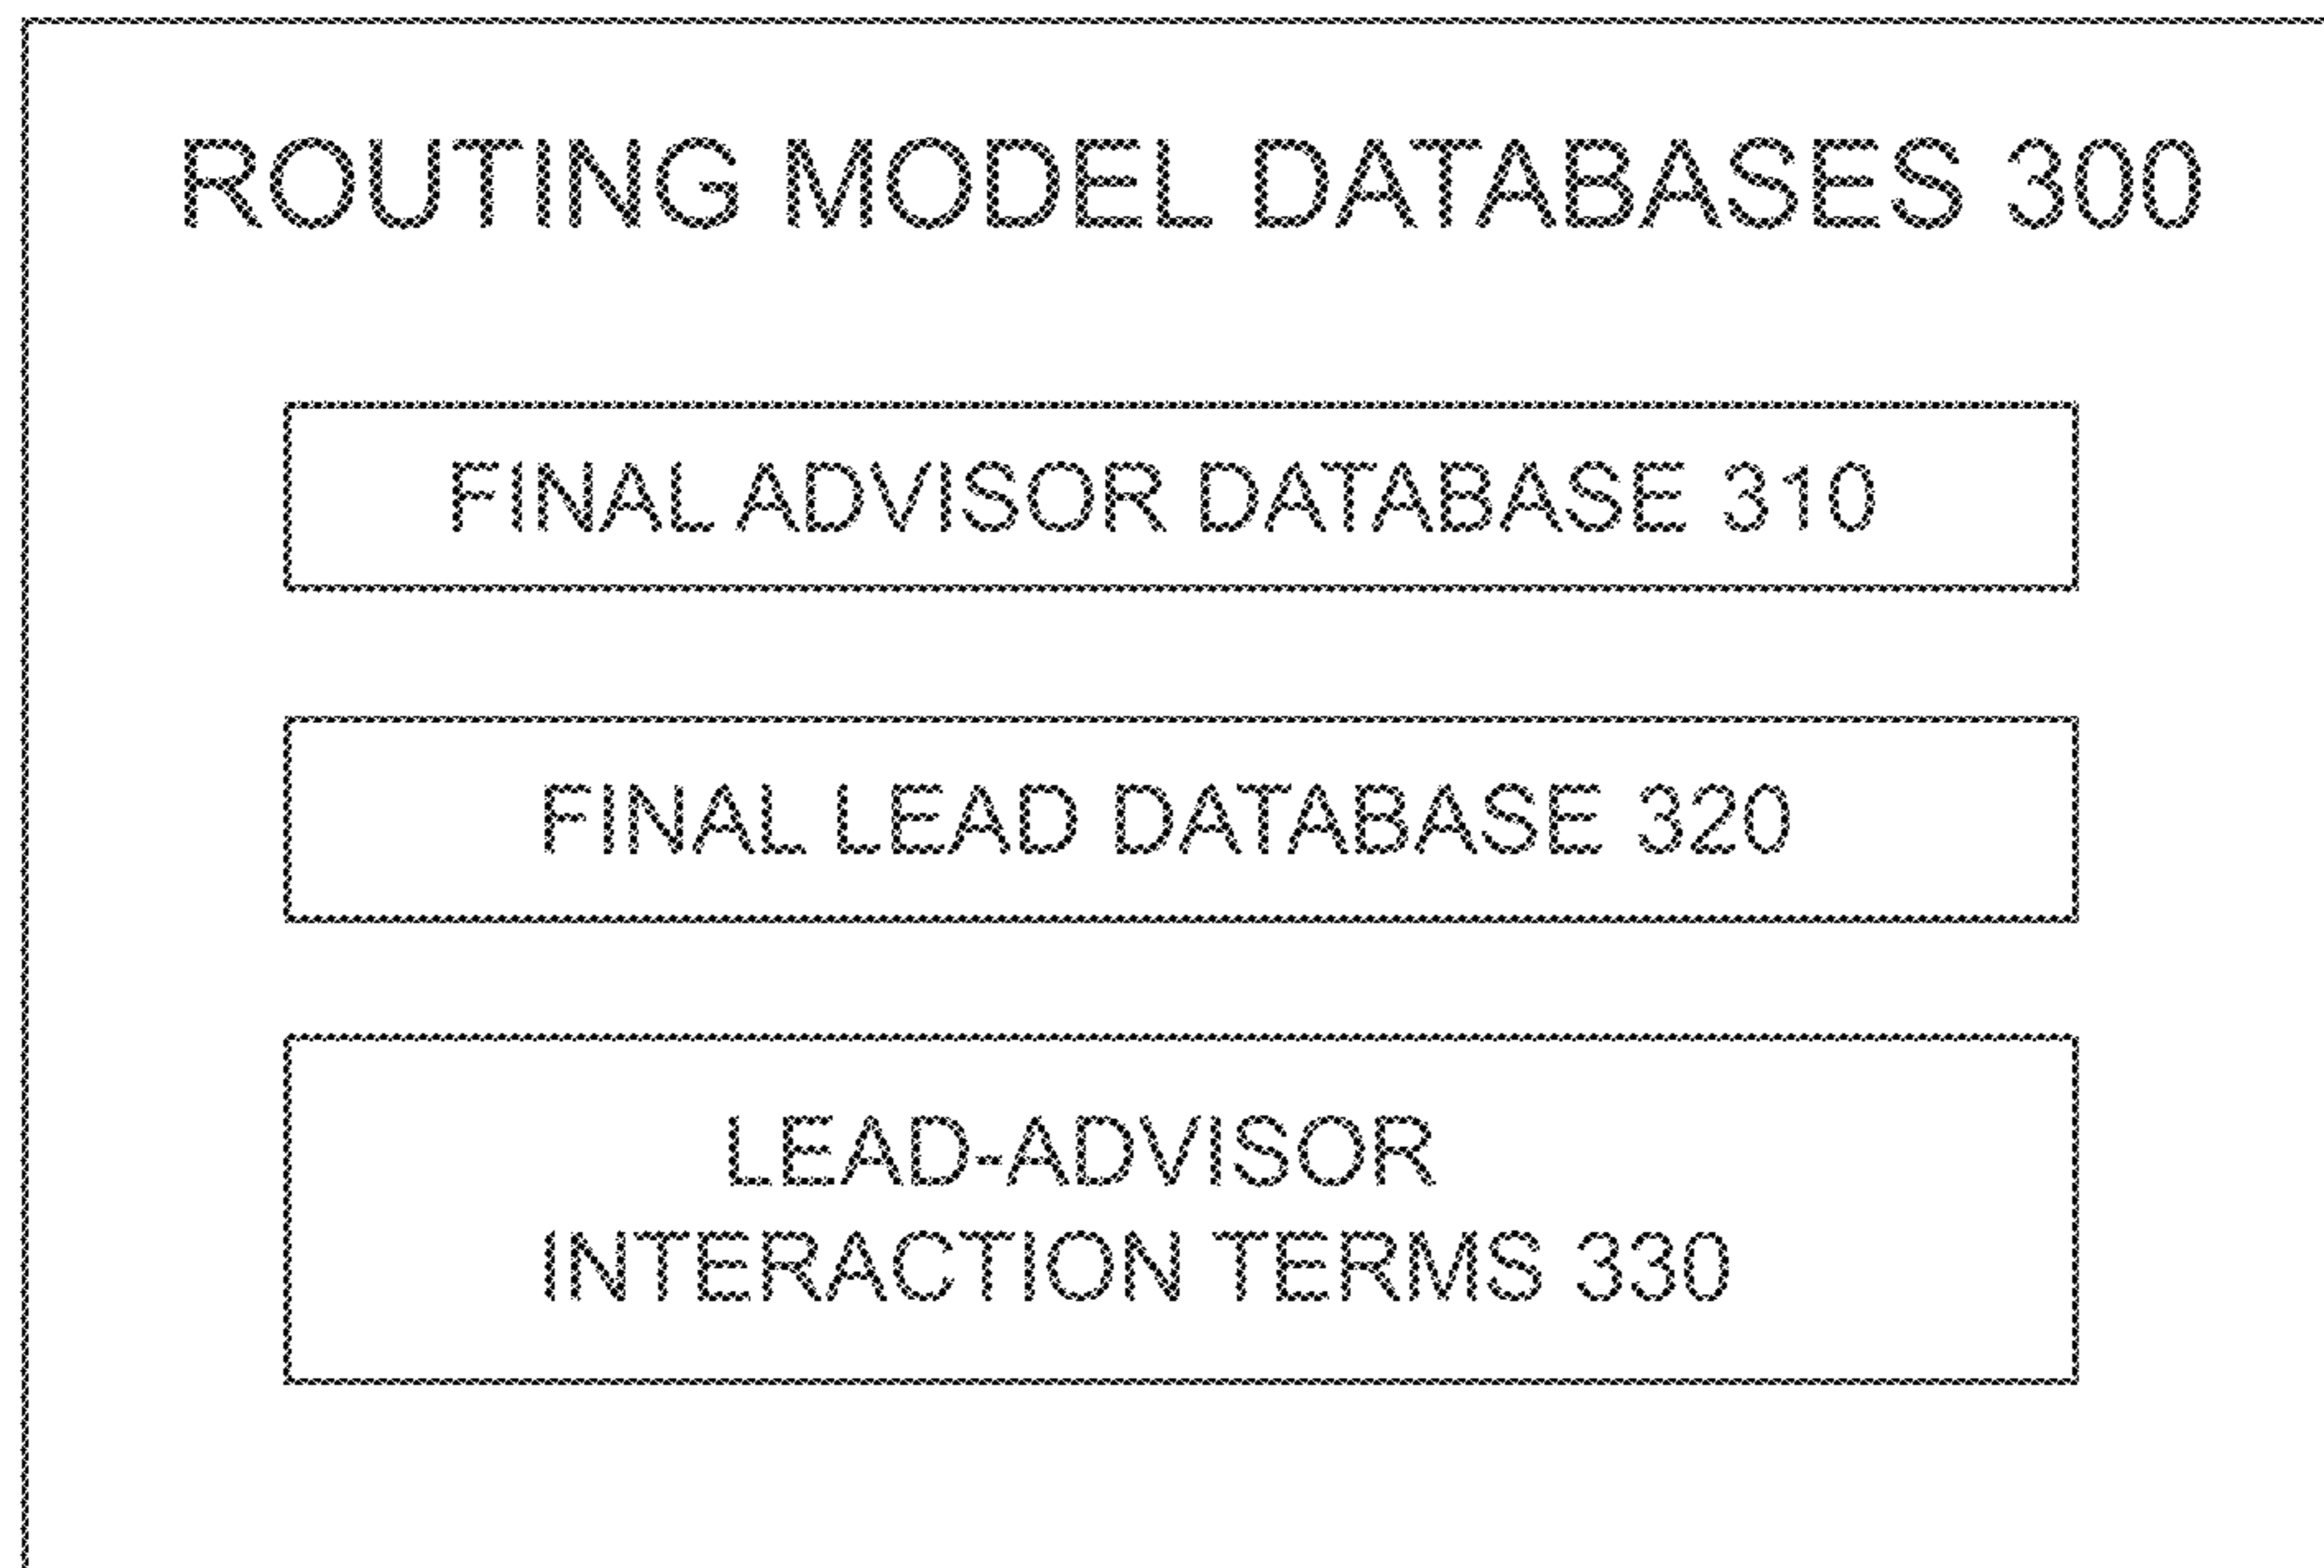 ROUTING MODEL DATABASES 300
FINAL ADVISOR DATABASE 310
FINAL LEAD DATABASE 320
LEAD-ADVISOR
INTERACTION TERMS 330